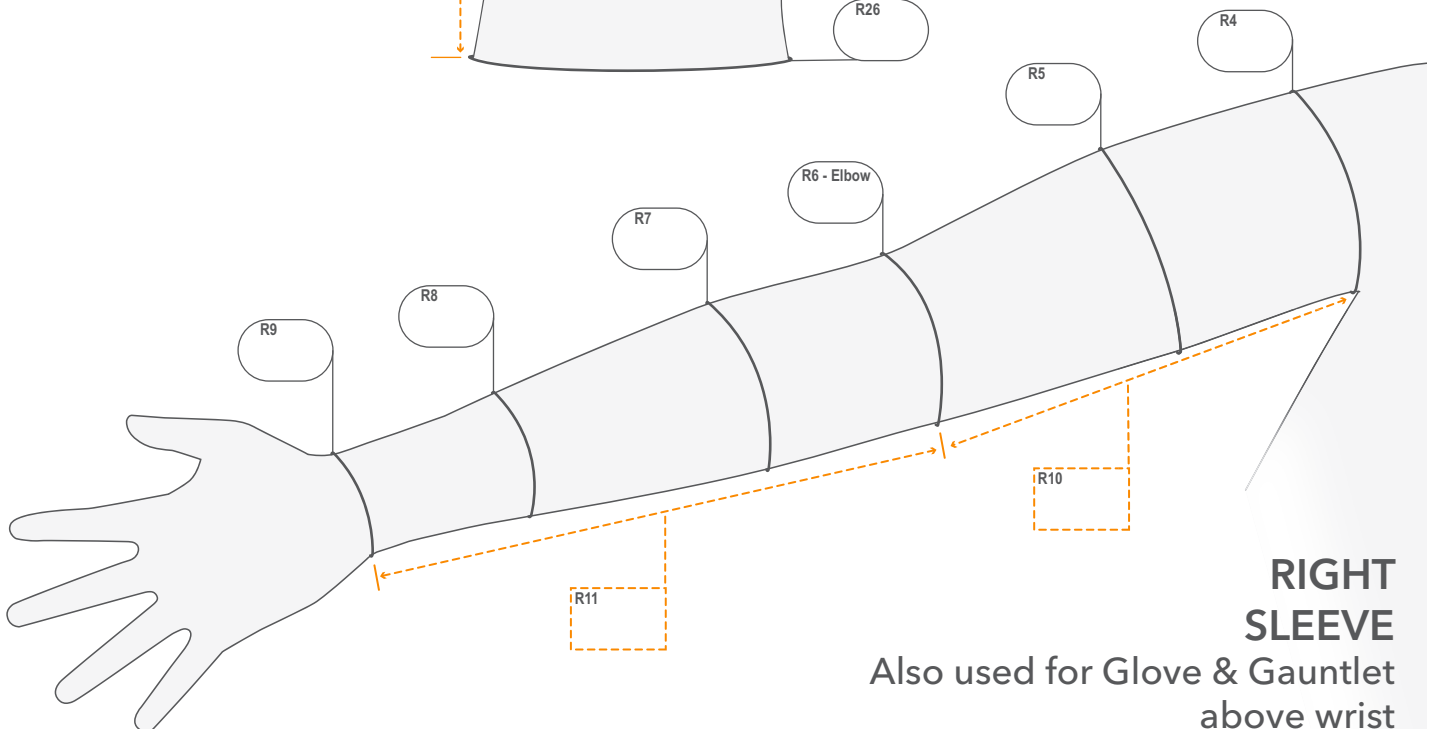 R26
R4
R5
R6 - Elbow
R7
R8
R9
R10
R11
RIGHT
SLEEVE
Also used for Glove & Gauntlet
above wrist